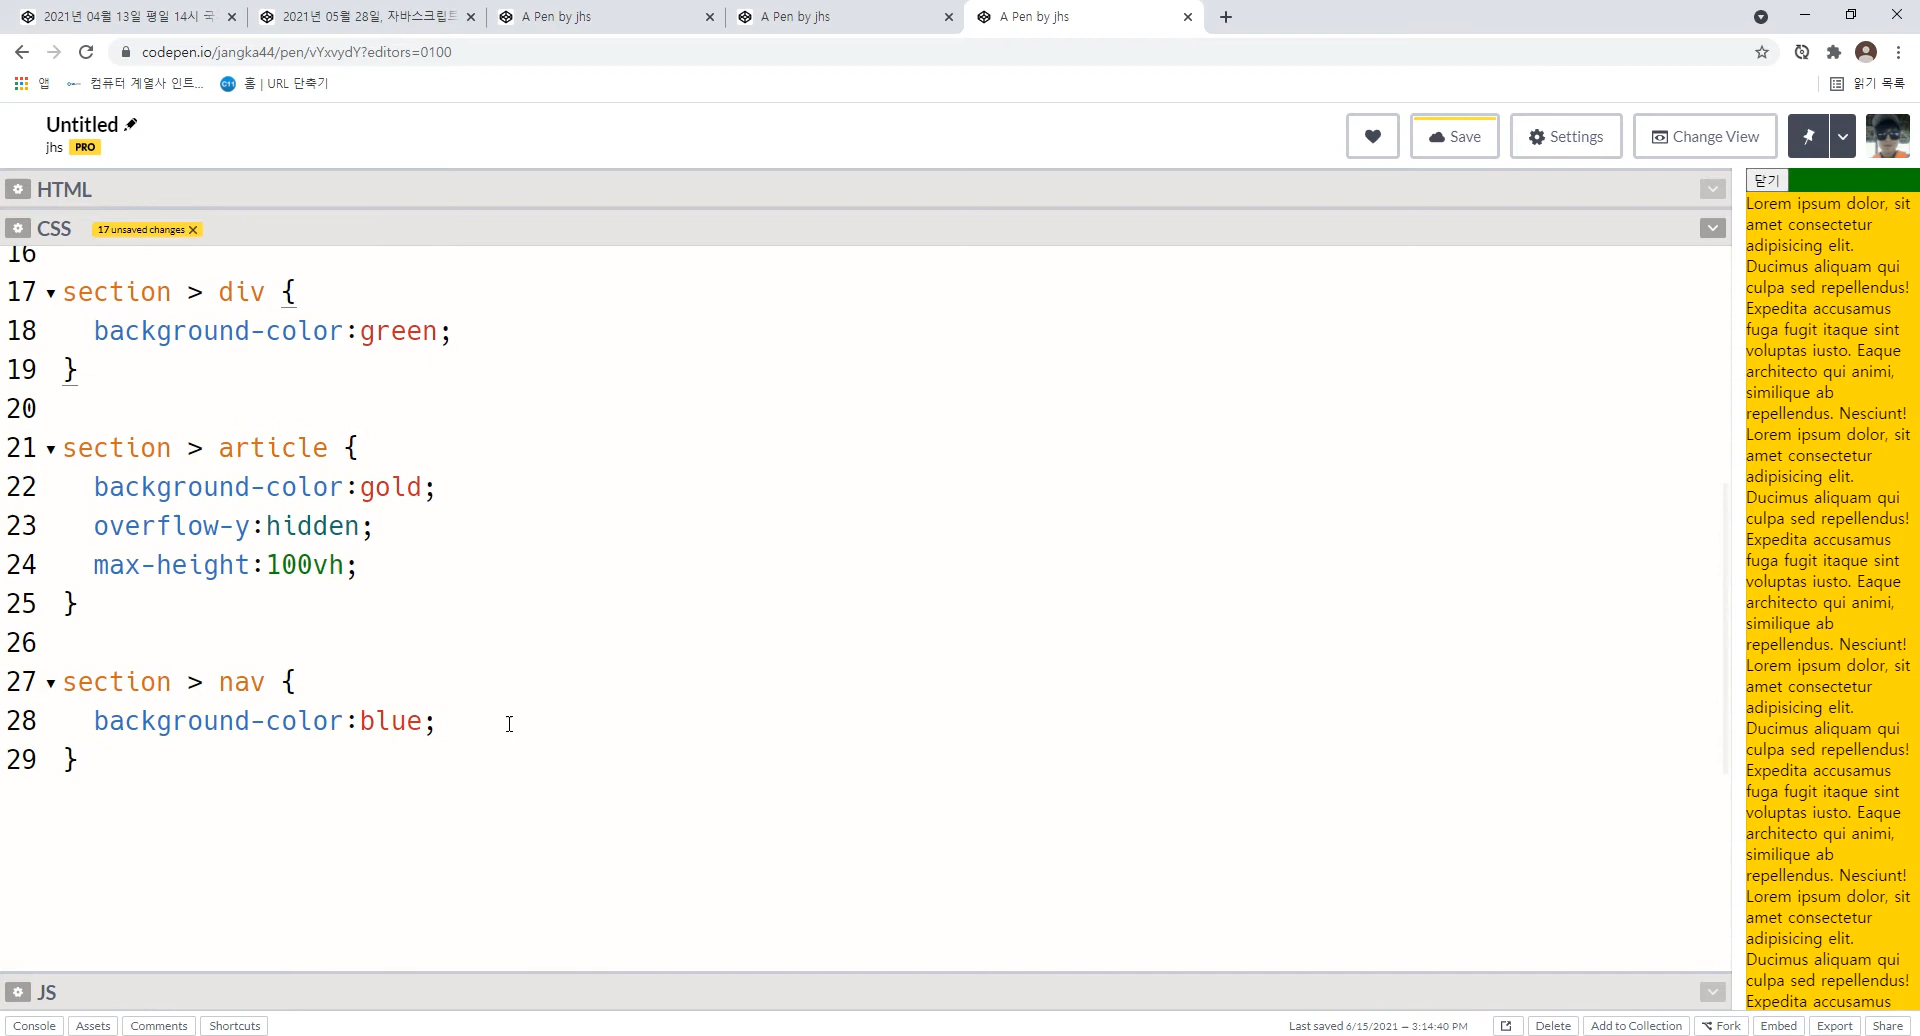 2021년 04월 13일 평일 14시 국
2021년 05월 28일, 자바스크립트
A Pen by jhs
A Pen by jhs
A Pen by jhs
codepen.io/jangka44/pen/vYxvydY?editors=0100
앱
컴퓨터 계열사 인트...
홈 | URL 단축기
읽기 목록
Untitled
jhs PRO
Save
Settings
Change View
HTML
CSS
17 unsaved changes
16
17 section > div {
18 background-color:green;
19 }
20
21 section > article {
22 background-color:gold;
23 overflow-y:hidden;
24 max-height:100vh;
25 }
26
27 section > nav {
28 background-color:blue;
29 }
닫기
Lorem ipsum dolor, sit
amet consectetur
adipisicing elit.
Ducimus aliquam qui
culpa sed repellendus!
Expedita accusamus
fuga fugit itaque sint
voluptas iusto. Eaque
architecto qui animi,
similique ab
repellendus. Nesciunt!
Lorem ipsum dolor, sit
amet consectetur
adipisicing elit.
Ducimus aliquam qui
culpa sed repellendus!
Expedita accusamus
fuga fugit itaque sint
voluptas iusto. Eaque
architecto qui animi,
similique ab
repellendus. Nesciunt!
Lorem ipsum dolor, sit
amet consectetur
adipisicing elit.
Ducimus aliquam qui
culpa sed repellendus!
Expedita accusamus
fuga fugit itaque sint
voluptas iusto. Eaque
architecto qui animi,
similique ab
repellendus. Nesciunt!
Lorem ipsum dolor, sit
amet consectetur
adipisicing elit.
Ducimus aliquam qui
culpa sed repellendus!
Expedita accusamus
JS
Console
Assets
Comments
Shortcuts
Last saved 6/15/2021 — 3:14:40 PM
Delete
Add to Collection
Fork
Embed
Export
Share